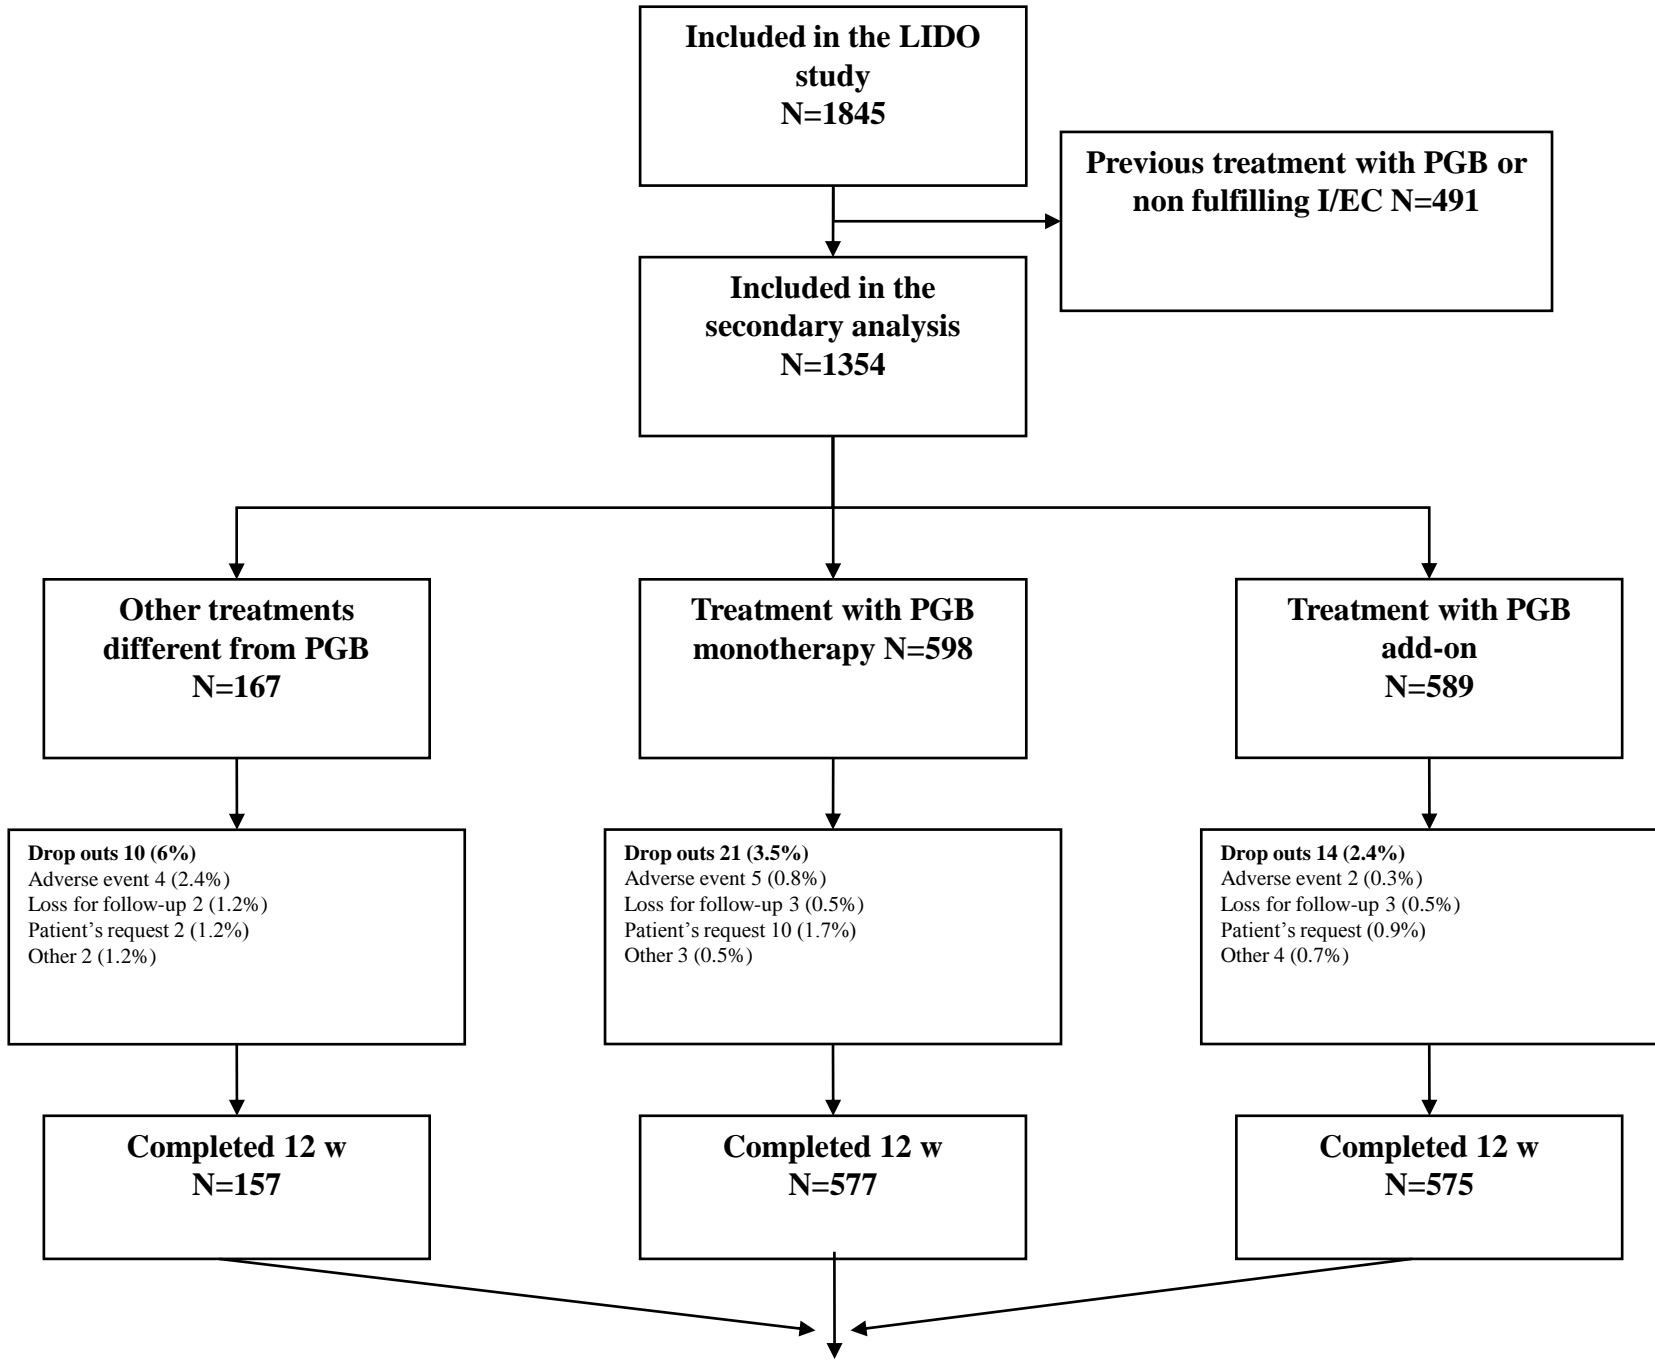 Included in the LIDO
study
N=1845
Previous treatment with PGB or
non fulfilling I/EC N=491
Included in the
secondary analysis
N=1354
Other treatments
different from PGB
N=167
Treatment with PGB
monotherapy N=598
Treatment with PGB
add-on
N=589
Drop outs 10 (6%)
Adverse event 4 (2.4%)
Loss for follow-up 2 (1.2%)
Patient's request 2 (1.2%)
Other 2 (1.2%)
Drop outs 21 (3.5%)
Adverse event 5 (0.8%)
Loss for follow-up 3 (0.5%)
Patient's request 10 (1.7%)
Other 3 (0.5%)
Drop outs 14 (2.4%)
Adverse event 2 (0.3%)
Loss for follow-up 3 (0.5%)
Patient's request (0.9%)
Other 4 (0.7%)
Completed 12 w
N=157
Completed 12 w
N=577
Completed 12 w
N=575